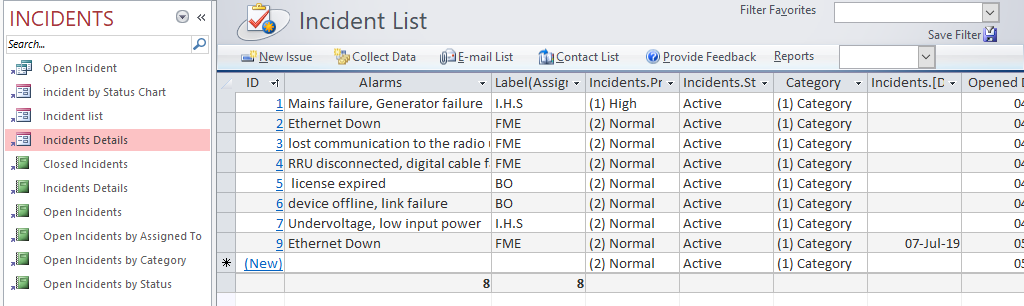 INCIDENTS
Search...
Open Incident
incident by Status Chart
Incident list
Incidents Details
Closed Incidents
Incidents Details
Open Incidents
Open Incidents by Assigned To
Open Incidents by Category
Open Incidents by Status
Incident List
Filter Favorites
Save Filter
New Issue Collect Data E-mail List Contact List Provide Feedback Reports
ID Alarms Label(Assign Incidents.Pr Incidents.St Category Incidents.[D Opened D
1 Mains failure, Generator failure I.H.S (1) High Active (1) Category 04
2 Ethernet Down FME (2) Normal Active (1) Category 04
3 lost communication to the radio FME (2) Normal Active (1) Category 04
4 RRU disconnected, digital cable f FME (2) Normal Active (1) Category 04
5 license expired BO (2) Normal Active (1) Category 04
6 device offline, link failure BO (2) Normal Active (1) Category 04
7 Undervoltage, low input power I.H.S (2) Normal Active (1) Category 04
9 Ethernet Down FME (2) Normal Active (1) Category 07-Jul-19 05
* (New) (2) Normal Active (1) Category 05
8 8